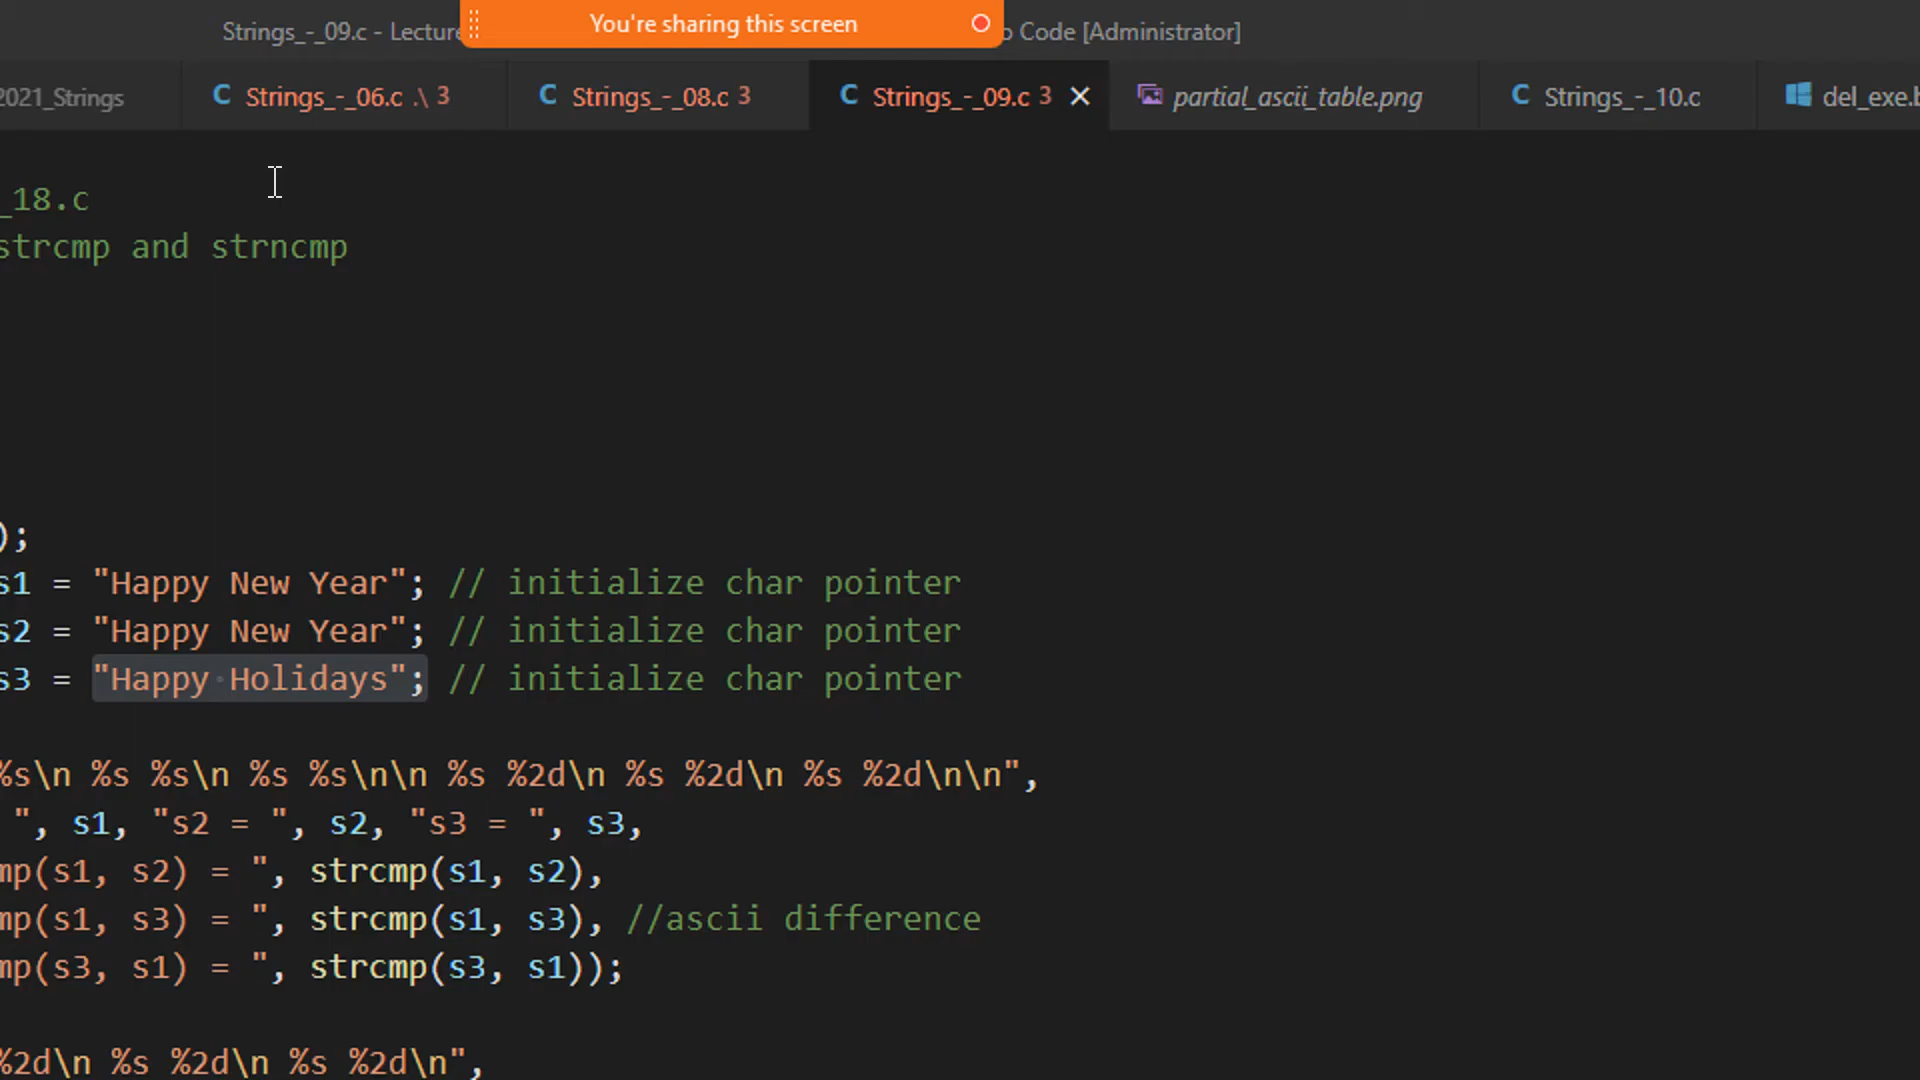 Strings_-_09.c - Lecture
You're sharing this screen
Code [Administrator]
2021_Strings
C Strings_-_06.c .\ 3
C Strings_-_08.c 3
C Strings_-_09.c 3
partial_ascii_table.png
C Strings_-_10.c
del_exe.b
_18.c
strcmp and strncmp
);
s1 = "Happy New Year"; // initialize char pointer
s2 = "Happy New Year"; // initialize char pointer
s3 = "Happy·Holidays"; // initialize char pointer
%s\n %s %s\n %s %s\n\n %s %2d\n %s %2d\n %s %2d\n\n",
", s1, "s2 = ", s2, "s3 = ", s3,
mp(s1, s2) = ", strcmp(s1, s2),
mp(s1, s3) = ", strcmp(s1, s3), //ascii difference
mp(s3, s1) = ", strcmp(s3, s1));
%2d\n %s %2d\n %s %2d\n",